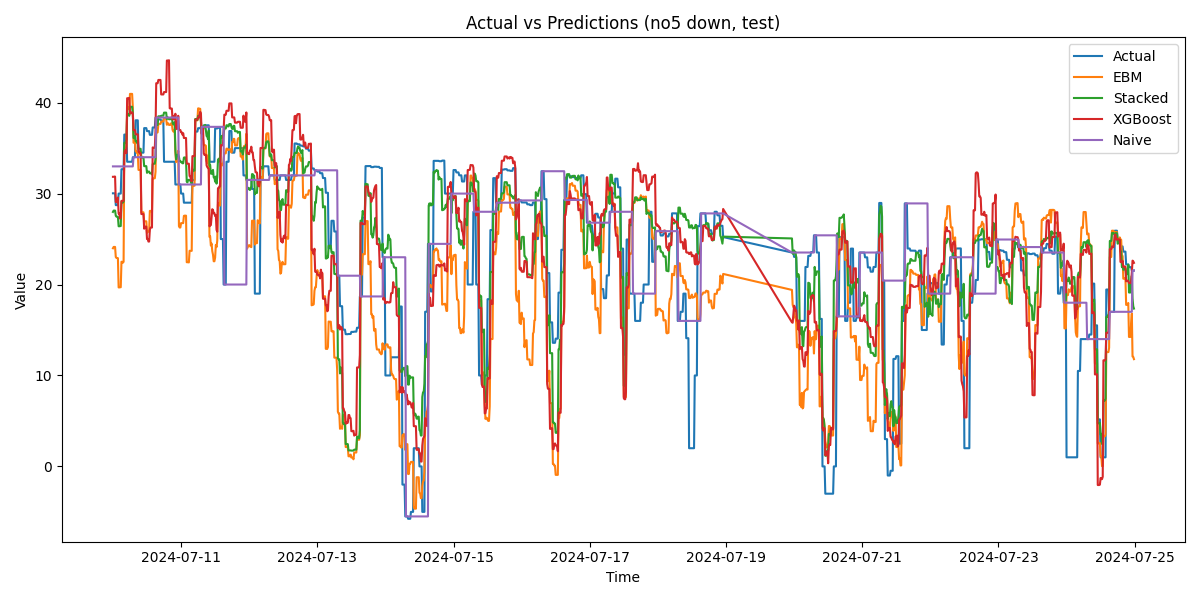 Actual vs Predictions (no5 down, test)
Value
40
30
20
10
0
Actual
EBM
Stacked
XGBoost
Naive
2024-07-11
2024-07-13
2024-07-15
2024-07-17
2024-07-19
2024-07-21
2024-07-23
2024-07-25
Time